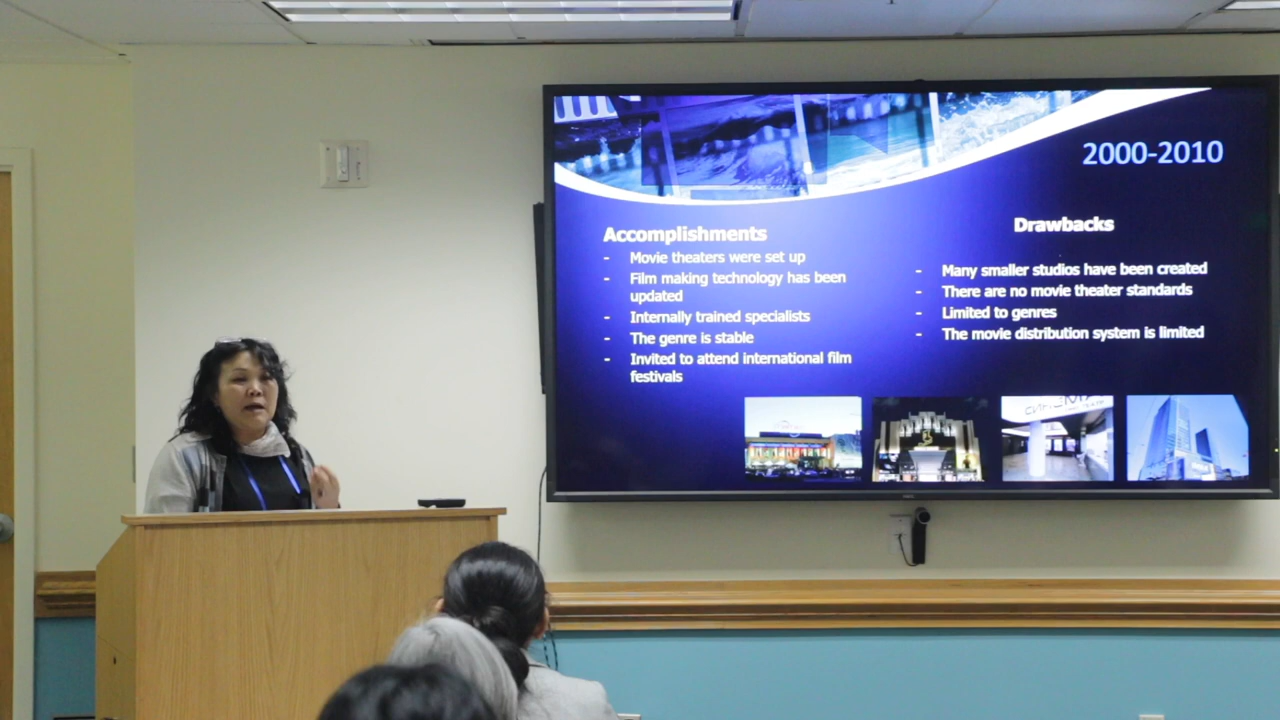 2000-2010
Accomplishments
- Movie theaters were set up
- Film making technology has been
updated
- Internally trained specialists
- The genre is stable
- Invited to attend international film
festivals
Drawbacks
- Many smaller studios have been created
- There are no movie theater standards
- Limited to genres
- The movie distribution system is limited
NEC